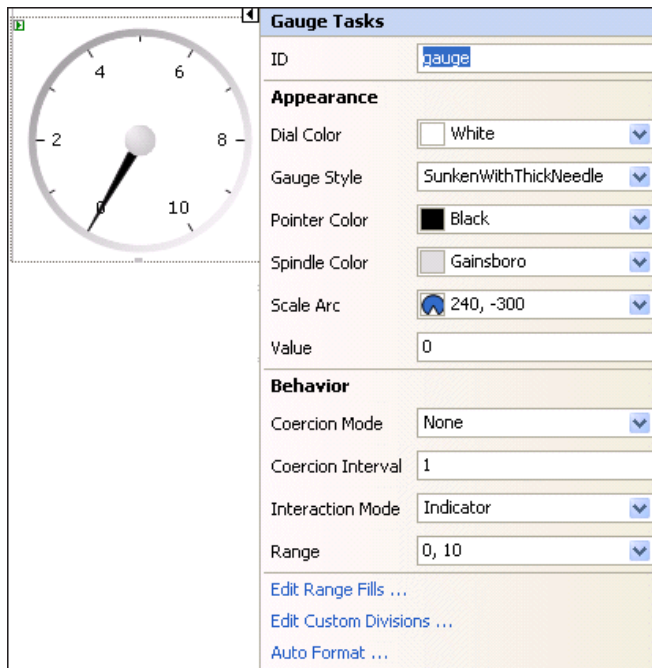 Gauge Tasks
ID gauge
Appearance
Dial Color White
Gauge Style SunkenWithThickNeedle
Pointer Color Black
Spindle Color Gainsboro
Scale Arc 240, -300
Value 0
Behavior
Coercion Mode None
Coercion Interval 1
Interaction Mode Indicator
Range 0, 10
Edit Range Fills ...
Edit Custom Divisions ...
Auto Format ...
4 6
2 8
0 10